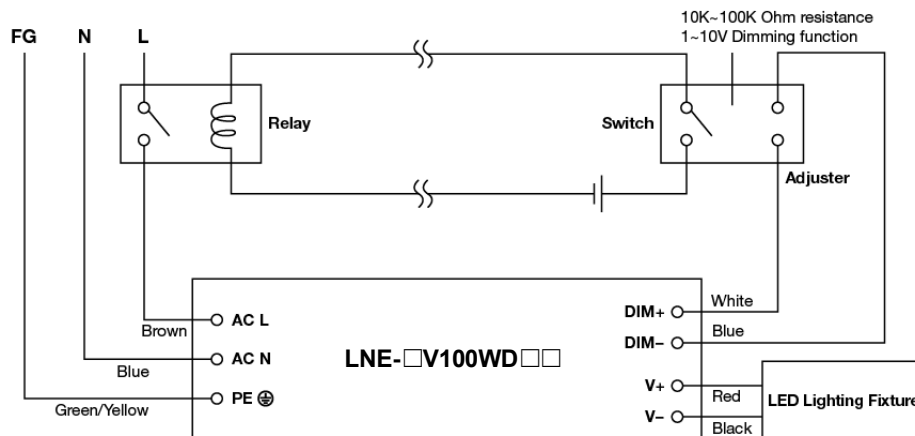 10K~100K Ohm resistance
1~10V Dimming function
FG N L
Relay
Switch
Adjuster
Brown
AC L
Blue
AC N
Green/Yellow
PE
LNE-□V100WD□□
DIM+
White
DIM–
Blue
V+
Red
V–
Black
LED Lighting Fixture